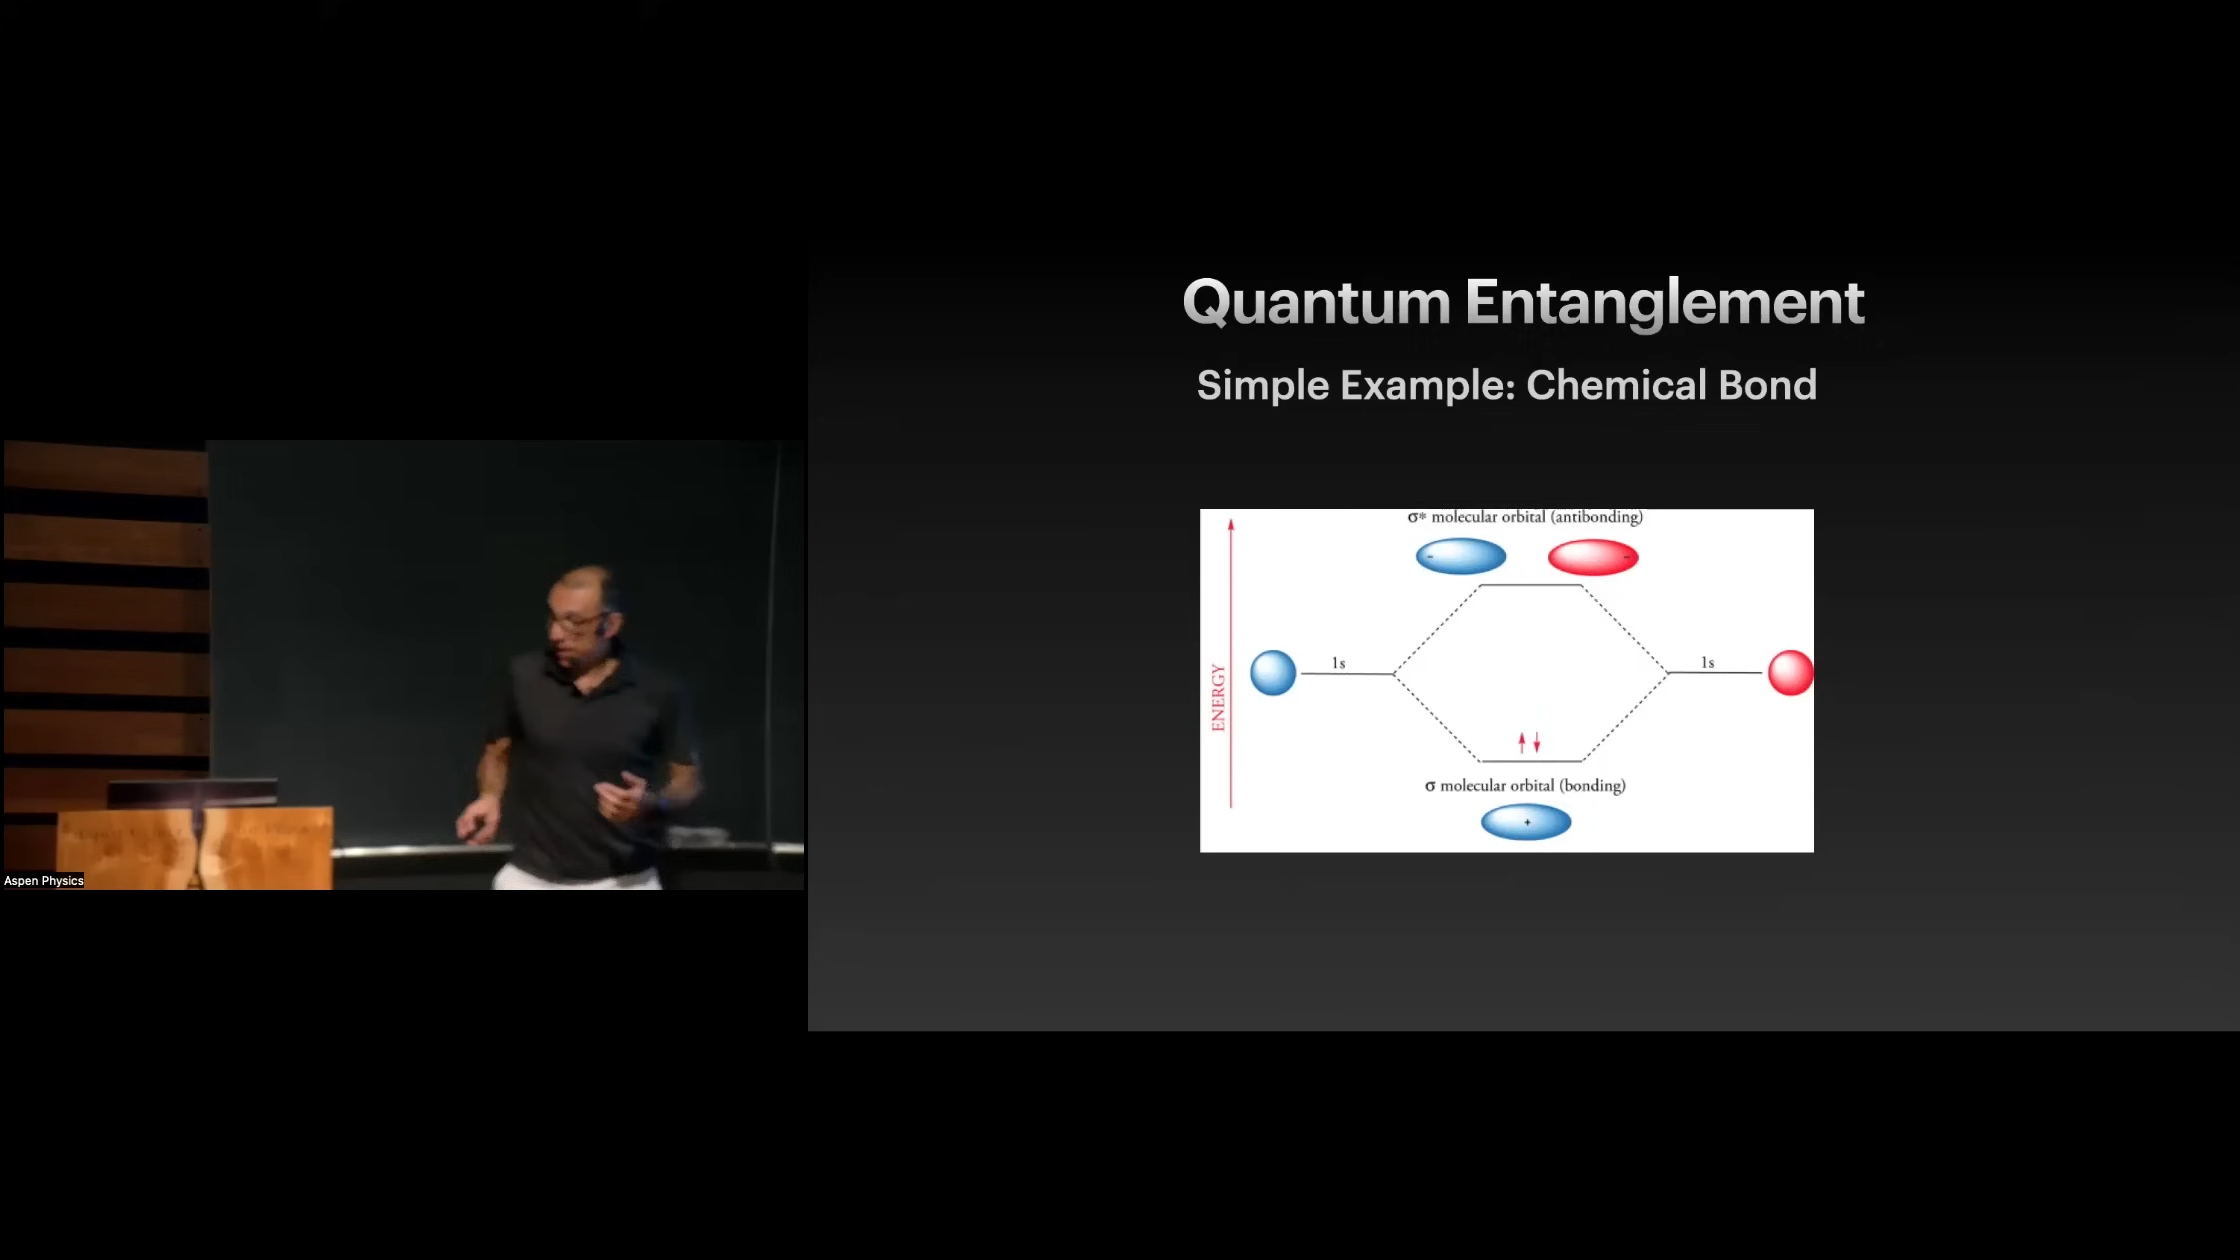 Quantum Entanglement
Simple Example: Chemical Bond
σ* molecular orbital (antibonding)
- -
1s 1s
ENERGY
σ molecular orbital (bonding)
+
Aspen Physics